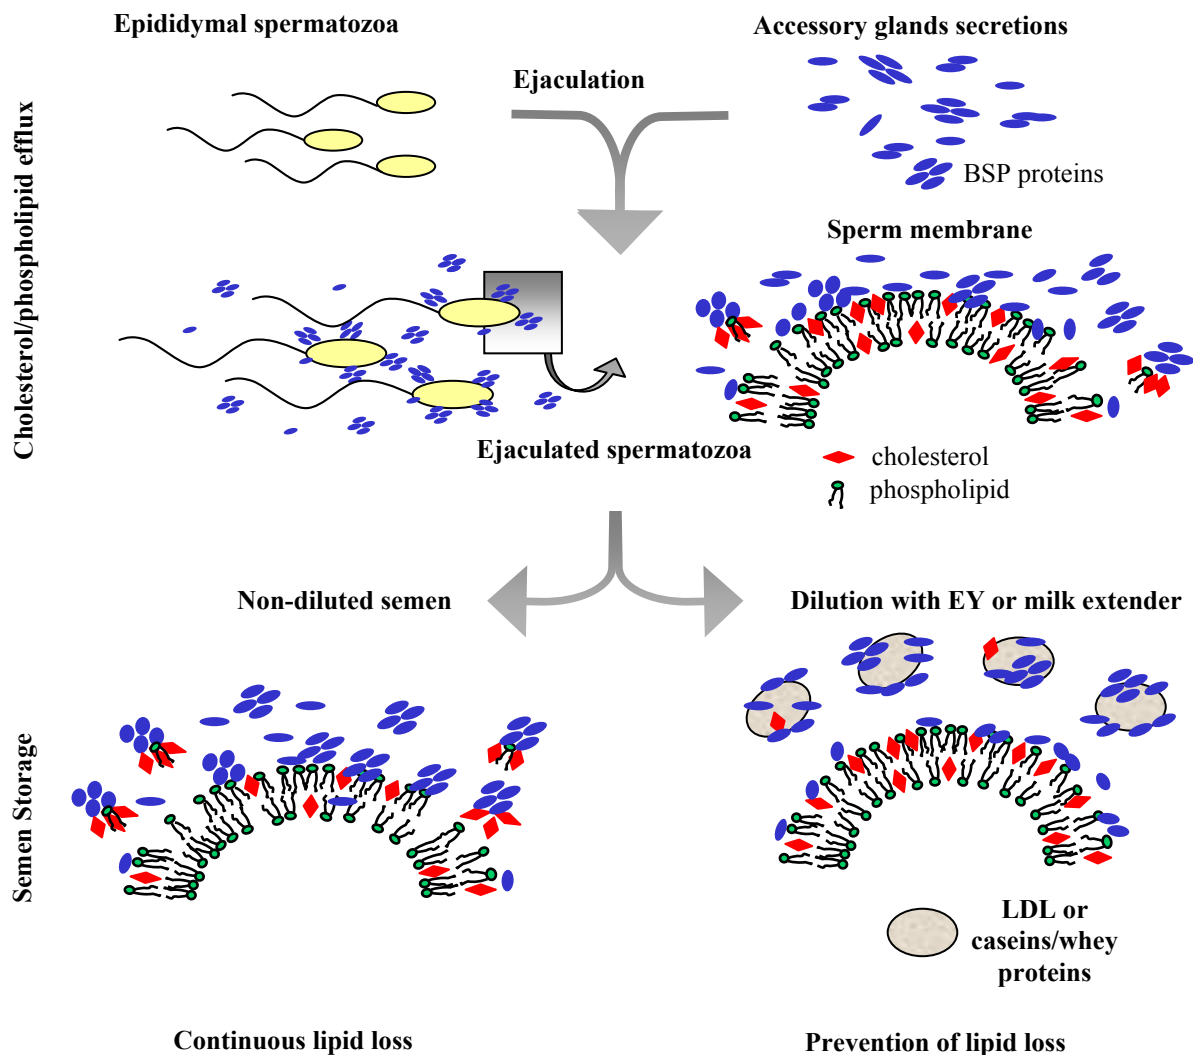 Epididymal spermatozoa
Accessory glands secretions
Ejaculation
BSP proteins
Cholesterol/phospholipid efflux
Sperm membrane
Ejaculated spermatozoa
cholesterol
phospholipid
Non-diluted semen
Dilution with EY or milk extender
Semen Storage
LDL or
caseins/whey
proteins
Continuous lipid loss
Prevention of lipid loss